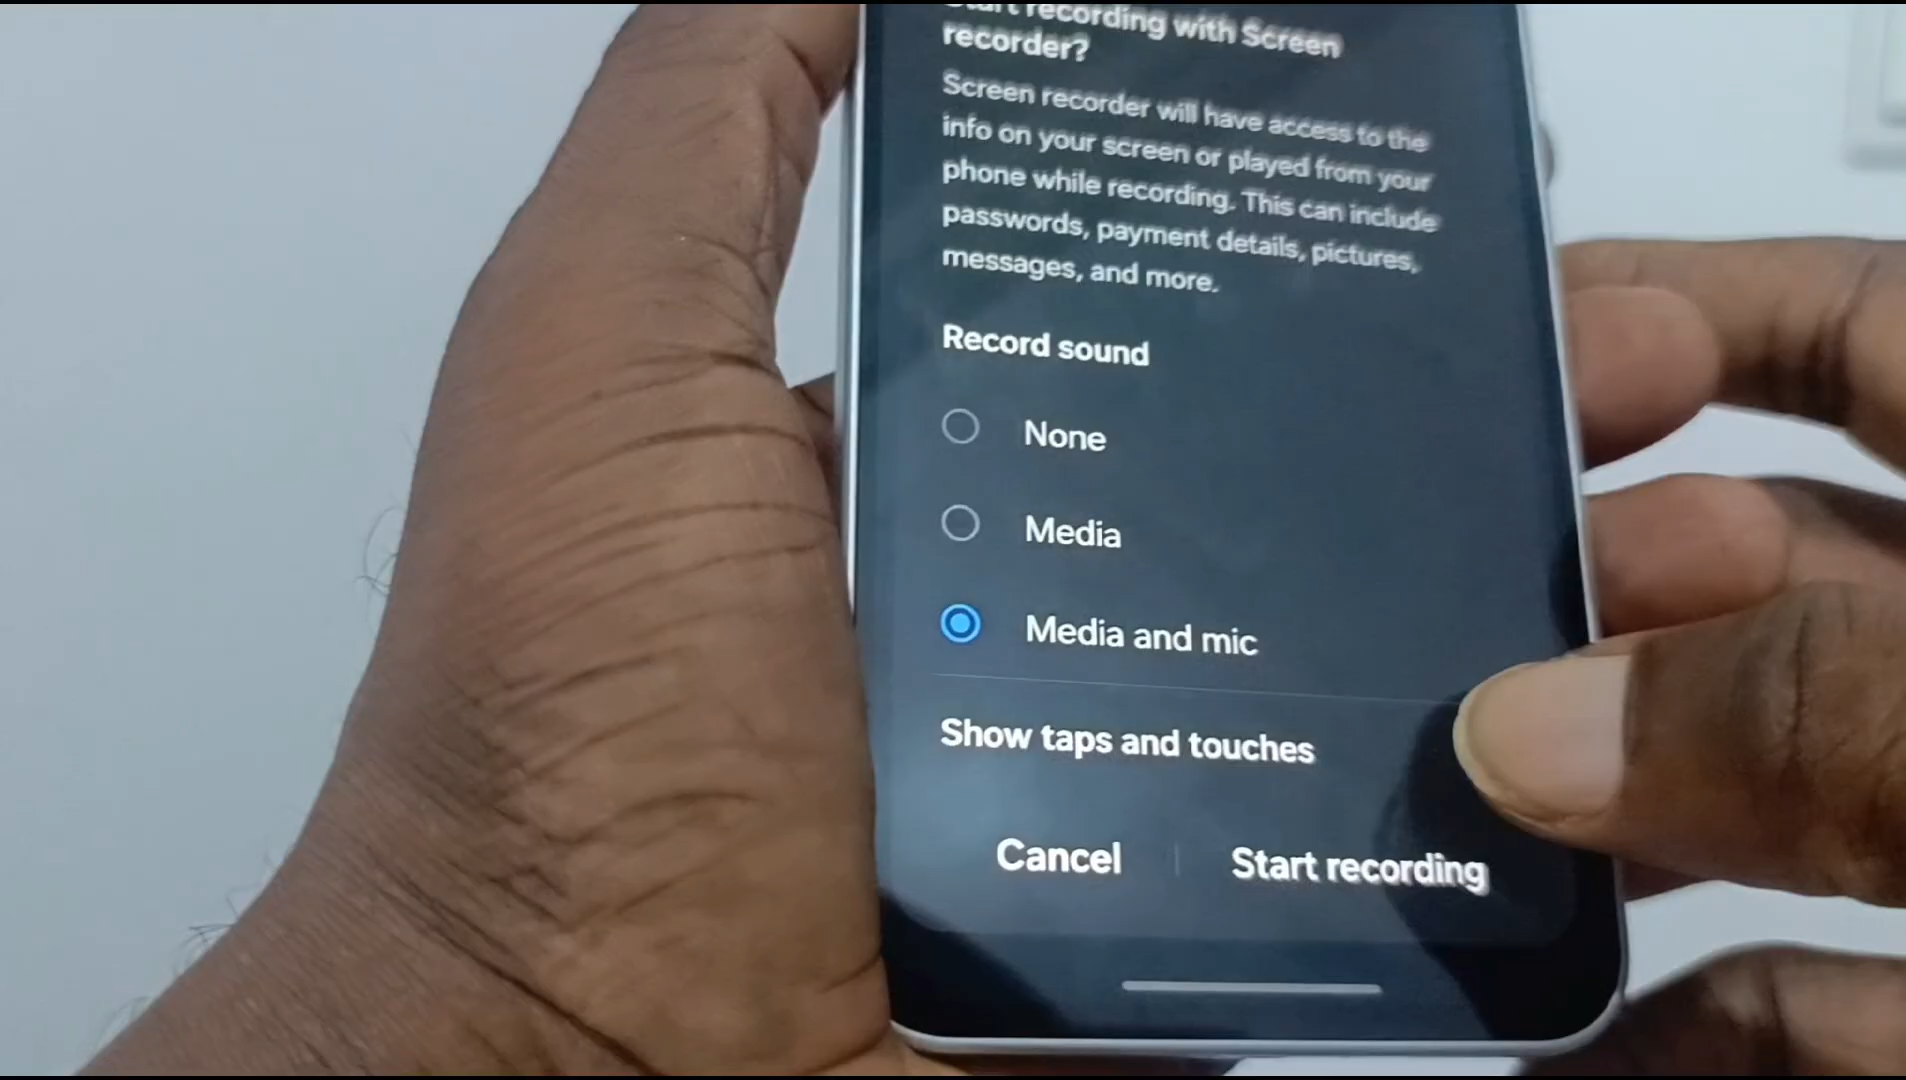 Start recording with Screen
recorder?
Screen recorder will have access to the
info on your screen or played from your
phone while recording. This can include
passwords, payment details, pictures,
messages, and more.
Record sound
None
Media
Media and mic
Show taps and touches
Cancel
Start recording